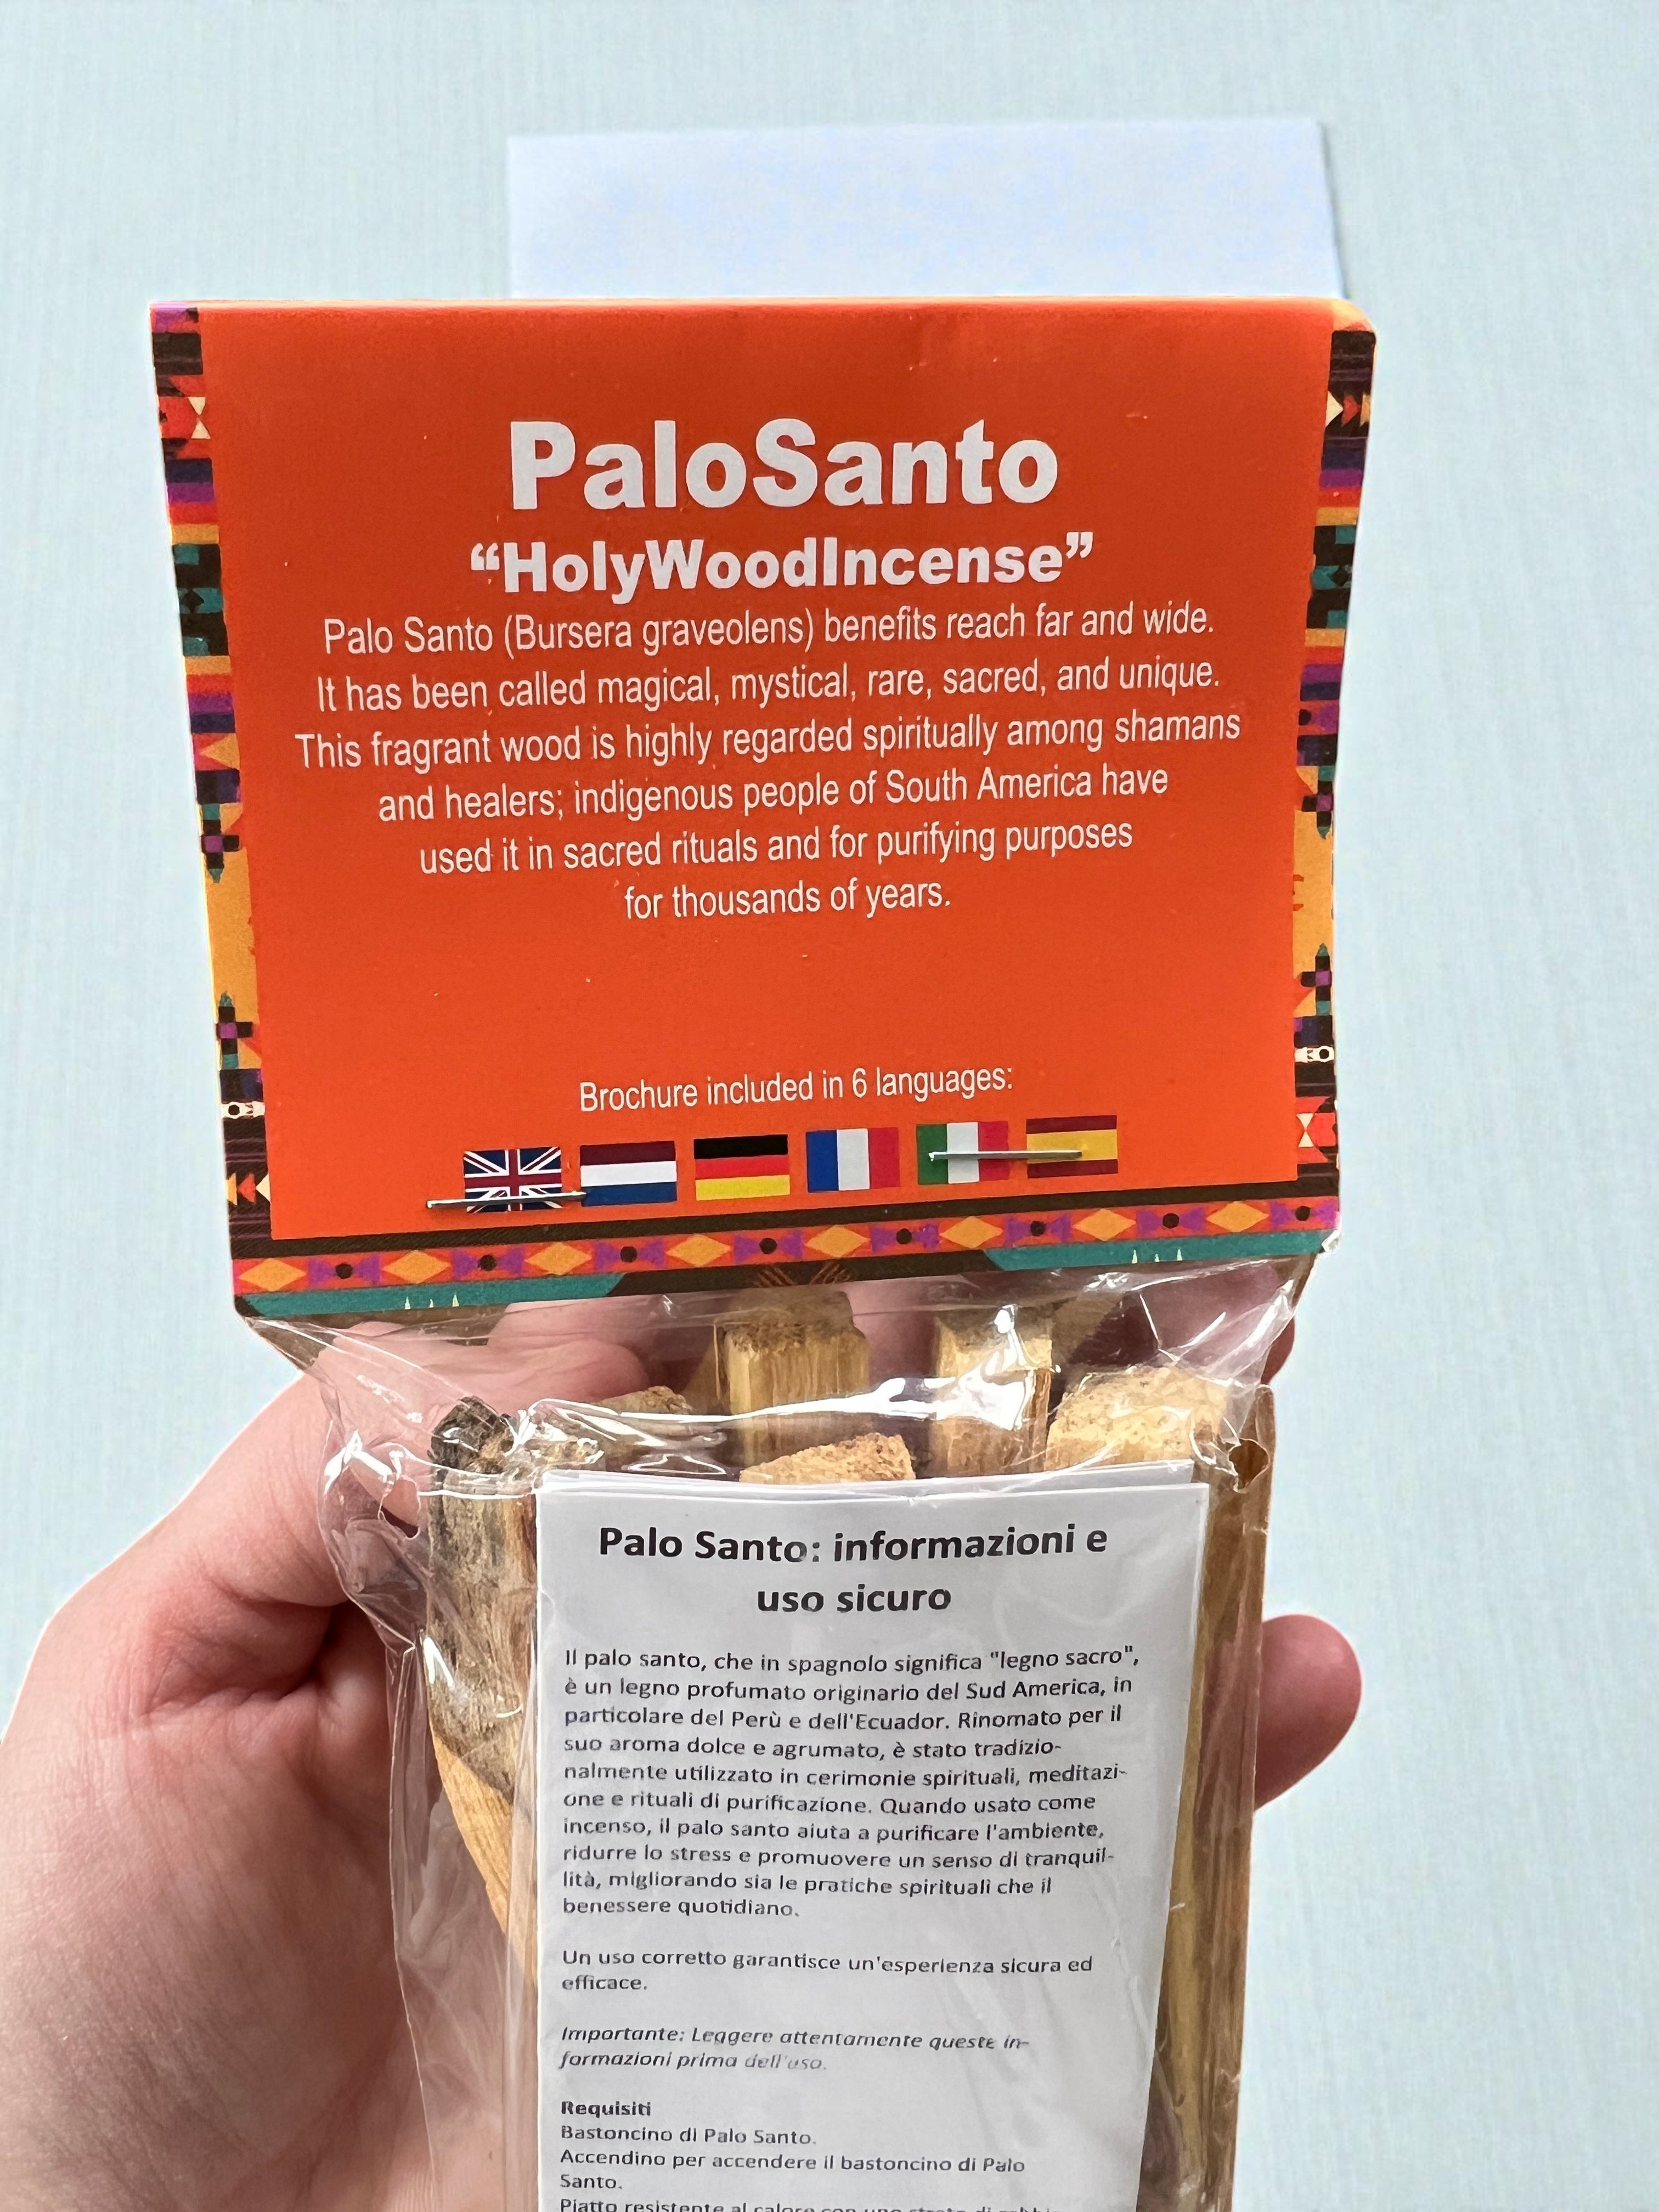 PaloSanto
“HolyWoodIncense”
Palo Santo (Bursera graveolens) benefits reach far and wide.
It has been called magical, mystical, rare, sacred, and unique.
This fragrant wood is highly regarded spiritually among shamans
and healers; indigenous people of South America have
used it in sacred rituals and for purifying purposes
for thousands of years.
Brochure included in 6 languages:
Palo Santo: informazioni e
uso sicuro
Il palo santo, che in spagnolo significa "legno sacro",
è un legno profumato originario del Sud America, in
particolare del Perù e dell'Ecuador. Rinomato per il
suo aroma dolce e agrumato, è stato tradizio-
nalmente utilizzato in cerimonie spirituali, meditazi-
one e rituali di purificazione. Quando usato come
incenso, il palo santo aiuta a purificare l'ambiente,
ridurre lo stress e promuovere un senso di tranquil-
lità, migliorando sia le pratiche spirituali che il
benessere quotidiano.
Un uso corretto garantisce un'esperienza sicura ed
efficace.
Importante: Leggere attentamente queste in-
formazioni prima dell'uso.
Requisiti
Bastoncino di Palo Santo.
Accendino per accendere il bastoncino di Palo
Santo.
Piatto resistente al calore con uno strato di